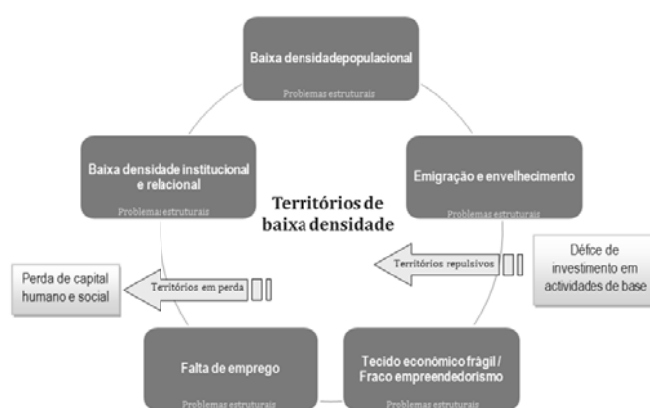 Baixa densidadepopulacional
Problemas estruturais
Baixa densidade institucional
e relacional
Problemas estruturais
Emigração e envelhecimento
Problemas estruturais
Territórios de
baixa densidade
Territórios repulsivos
Défice de
investimento em
actividades de base
Perda de capital
humano e social
Territórios em perda
Falta de emprego
Problemas estruturais
Tecido económico frágil /
Fraco empreendedorismo
Problemas estruturais